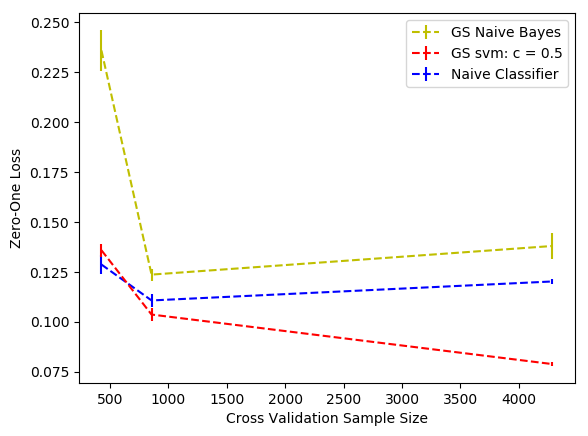 0.250
0.225
0.200
0.175
0.150
0.125
0.100
0.075
Zero-One Loss
GS Naive Bayes
GS svm: c = 0.5
Naive Classifier
500 1000 1500 2000 2500 3000 3500 4000
Cross Validation Sample Size